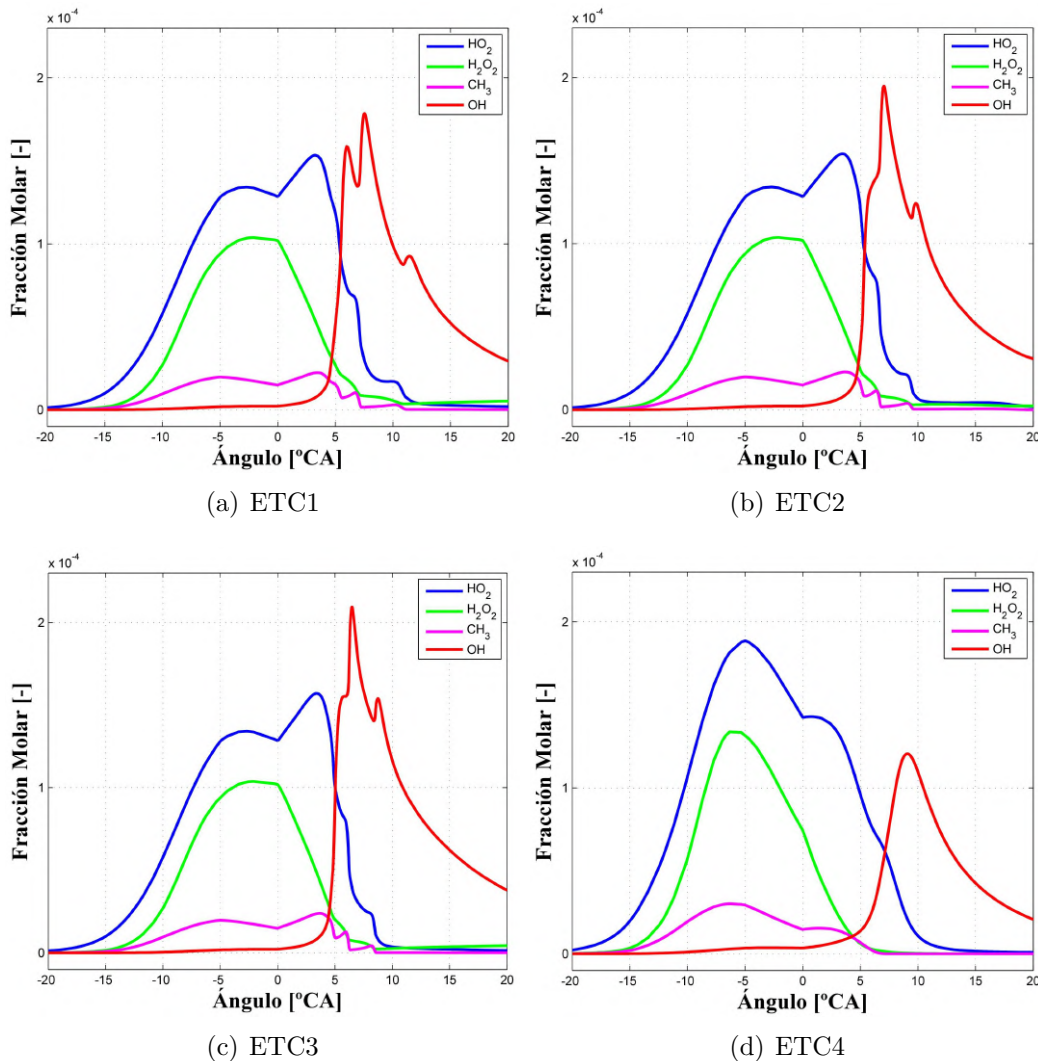 x 10⁻⁴
2
1
0
Fracción Molar [-]
HO₂
H₂O₂
CH₃
OH
-20 -15 -10 -5 0 5 10 15 20
Ángulo [ºCA]
(a) ETC1
x 10⁻⁴
2
1
0
Fracción Molar [-]
HO₂
H₂O₂
CH₃
OH
-20 -15 -10 -5 0 5 10 15 20
Ángulo [ºCA]
(b) ETC2
x 10⁻⁴
2
1
0
Fracción Molar [-]
HO₂
H₂O₂
CH₃
OH
-20 -15 -10 -5 0 5 10 15 20
Ángulo [ºCA]
(c) ETC3
x 10⁻⁴
2
1
0
Fracción Molar [-]
HO₂
H₂O₂
CH₃
OH
-20 -15 -10 -5 0 5 10 15 20
Ángulo [ºCA]
(d) ETC4